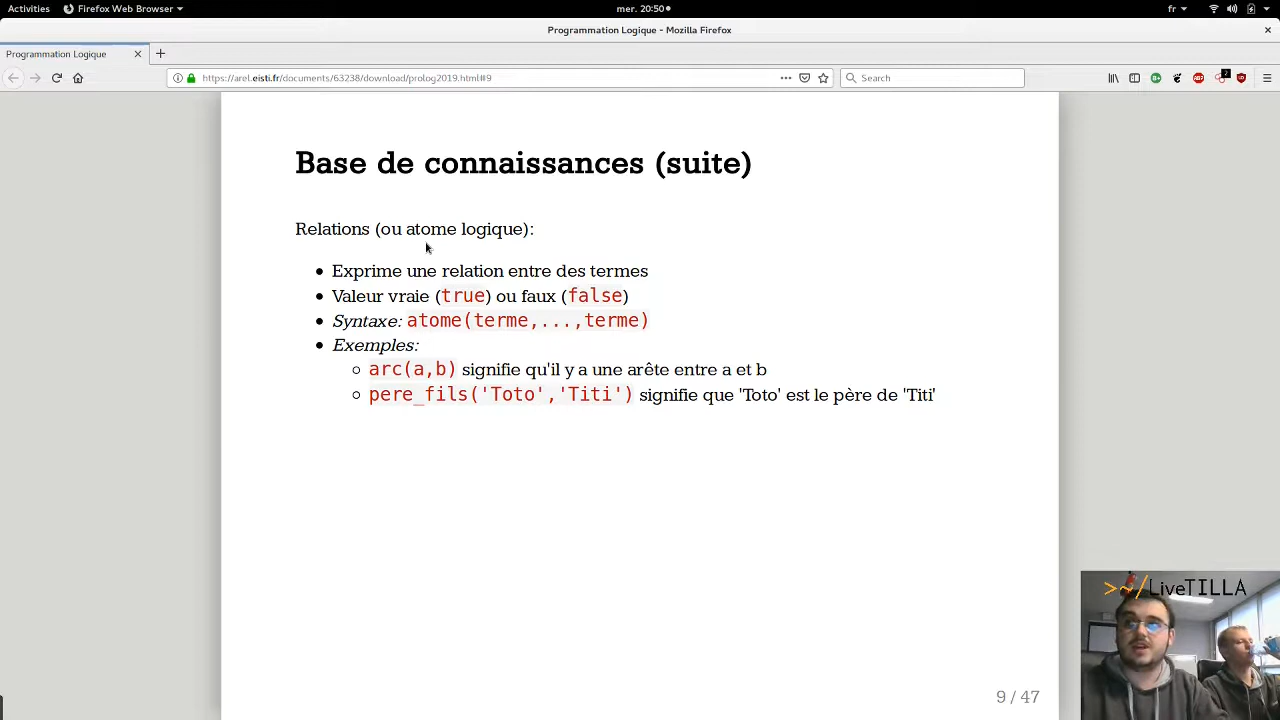 Activities
Firefox Web Browser
mer. 20:50
fr
Programmation Logique - Mozilla Firefox
Programmation Logique
https://arel.eisti.fr/documents/63238/download/prolog2019.html#9
Search
2
Base de connaissances (suite)
Relations (ou atome logique):
Exprime une relation entre des termes
Valeur vraie (true) ou faux (false)
Syntaxe: atome(terme,...,terme)
Exemples:
arc(a,b) signifie qu'il y a une arête entre a et b
pere_fils('Toto','Titi') signifie que 'Toto' est le père de 'Titi'
>~/LiveTILLA
9 / 47